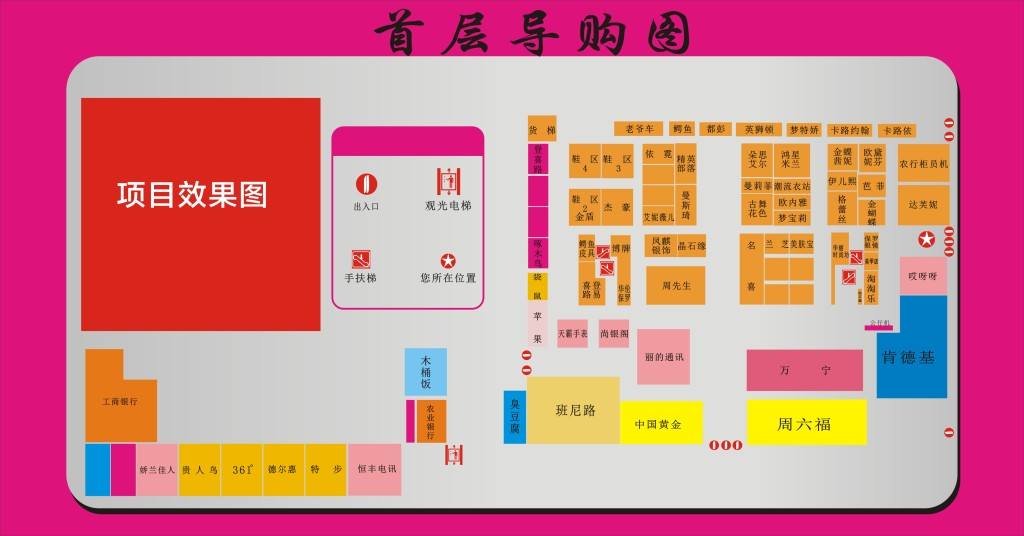 首层导购图
项目效果图
出入口
观光电梯
手扶梯
您所在位置
货 梯
老爷车
鳄鱼
都彭
英狮顿
梦特娇
卡路约翰
卡路依
登喜路
鞋 区
4
鞋 区
3
依 霓
精英
部落
朵思
艾尔
鸿星
米兰
金蝶
茜妮
欧黛
妮芬
农行柜员机
曼莉菲
潮流衣站
伊儿熙
芭 菲
鞋 区
2
金盾
杰 豪
艾妮薇儿
曼斯琦
古舞
花色
欧内雅
梦宝莉
格蕾丝
金蝴蝶
达芙妮
啄木鸟
鳄鱼
皮具
博牌
凤麒
银饰
晶石缘
名
喜
兰 芝
美肤宝
哎呀呀
袋
鼠
喜登
路易
华伦
保罗
周先生
淘淘乐
苹
果
天霸手表
尚银阁
丽的通讯
万 宁
肯德基
木桶饭
工商银行
农业银行
臭豆腐
班尼路
中国黄金
周六福
娇兰佳人
贵人鸟
361°
德尔惠
特 步
恒丰电讯